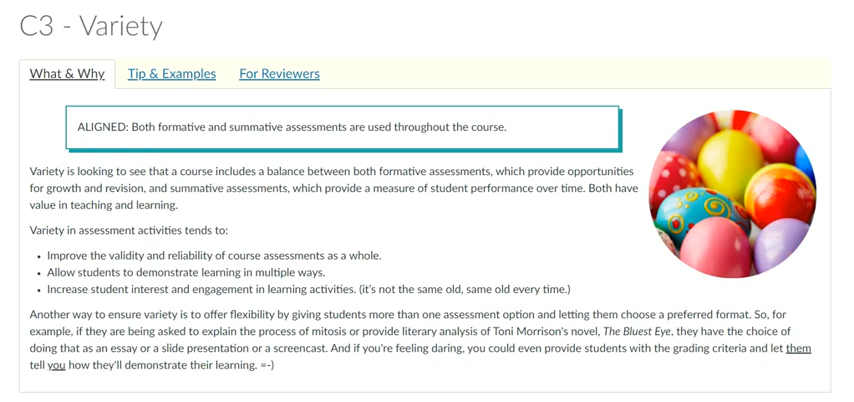 C3 - Variety
What & Why
Tip & Examples
For Reviewers
ALIGNED: Both formative and summative assessments are used throughout the course.
Variety is looking to see that a course includes a balance between both formative assessments, which provide opportunities
for growth and revision, and summative assessments, which provide a measure of student performance over time. Both have
value in teaching and learning.
Variety in assessment activities tends to:
• Improve the validity and reliability of course assessments as a whole.
• Allow students to demonstrate learning in multiple ways.
• Increase student interest and engagement in learning activities. (it's not the same old, same old every time.)
Another way to ensure variety is to offer flexibility by giving students more than one assessment option and letting them choose a preferred format. So, for
example, if they are being asked to explain the process of mitosis or provide literary analysis of Toni Morrison's novel, The Bluest Eye, they have the choice of
doing that as an essay or a slide presentation or a screencast. And if you're feeling daring, you could even provide students with the grading criteria and let them
tell you how they'll demonstrate their learning. =-)